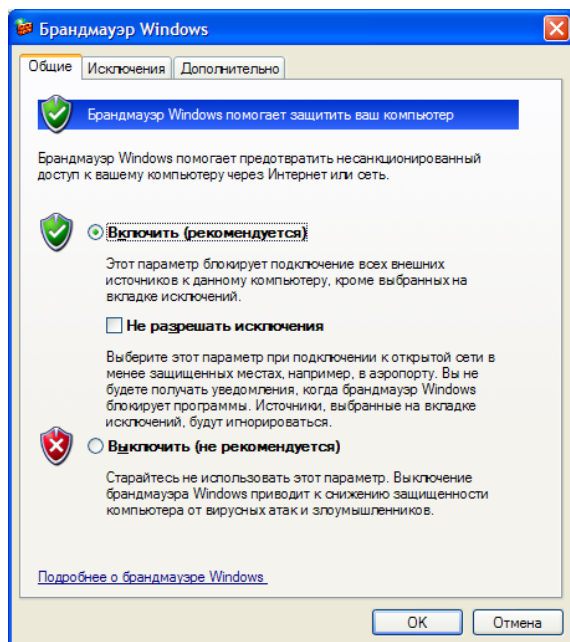 Брандмауэр Windows
Общие Исключения Дополнительно
Брандмауэр Windows помогает защитить ваш компьютер
Брандмауэр Windows помогает предотвратить несанкционированный
доступ к вашему компьютеру через Интернет или сеть.
Включить (рекомендуется)
Этот параметр блокирует подключение всех внешних
источников к данному компьютеру, кроме выбранных на
вкладке исключений.
Не разрешать исключения
Выберите этот параметр при подключении к открытой сети в
менее защищенных местах, например, в аэропорту. Вы не
будете получать уведомления, когда брандмауэр Windows
блокирует программы. Источники, выбранные на вкладке
исключений, будут игнорироваться.
Выключить (не рекомендуется)
Старайтесь не использовать этот параметр. Выключение
брандмауэра Windows приводит к снижению защищенности
компьютера от вирусных атак и злоумышленников.
Подробнее о брандмауэре Windows
OK Отмена